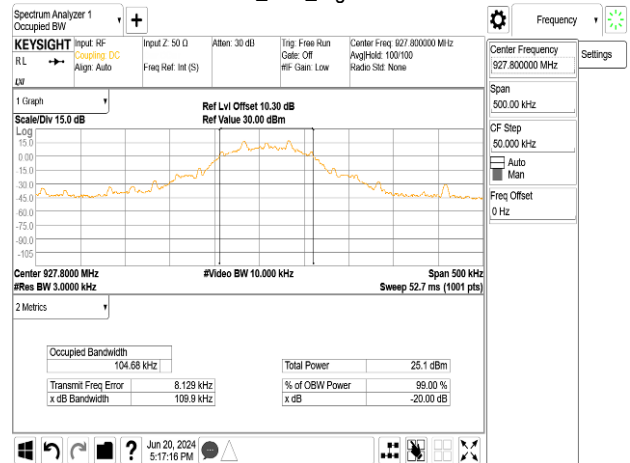 Spectrum Analyzer 1
Occupied BW
Frequency
KEYSIGHT
Input: RF
Coupling: DC
Align: Auto
Input Z: 50 Ω
Freq Ref: Int (S)
Atten: 30 dB
Trig: Free Run
Gate: Off
#IF Gain: Low
Center Freq: 927.800000 MHz
Avg|Hold: 100/100
Radio Std: None
RL
LXI
Center Frequency
927.800000 MHz
Settings
Span
500.00 kHz
CF Step
50.000 kHz
Auto
Man
Freq Offset
0 Hz
1 Graph
Scale/Div 15.0 dB
Ref Lvl Offset 10.30 dB
Ref Value 30.00 dBm
Log
15.0
0.00
-15.0
-30.0
-45.0
-60.0
-75.0
-90.0
-105
Center 927.8000 MHz
#Video BW 10.000 kHz
Span 500 kHz
#Res BW 3.0000 kHz
Sweep 52.7 ms (1001 pts)
2 Metrics
Occupied Bandwidth
104.68 kHz
Total Power 25.1 dBm
Transmit Freq Error 8.129 kHz
% of OBW Power 99.00 %
x dB Bandwidth 109.9 kHz
x dB -20.00 dB
?
Jun 20, 2024
5:17:16 PM